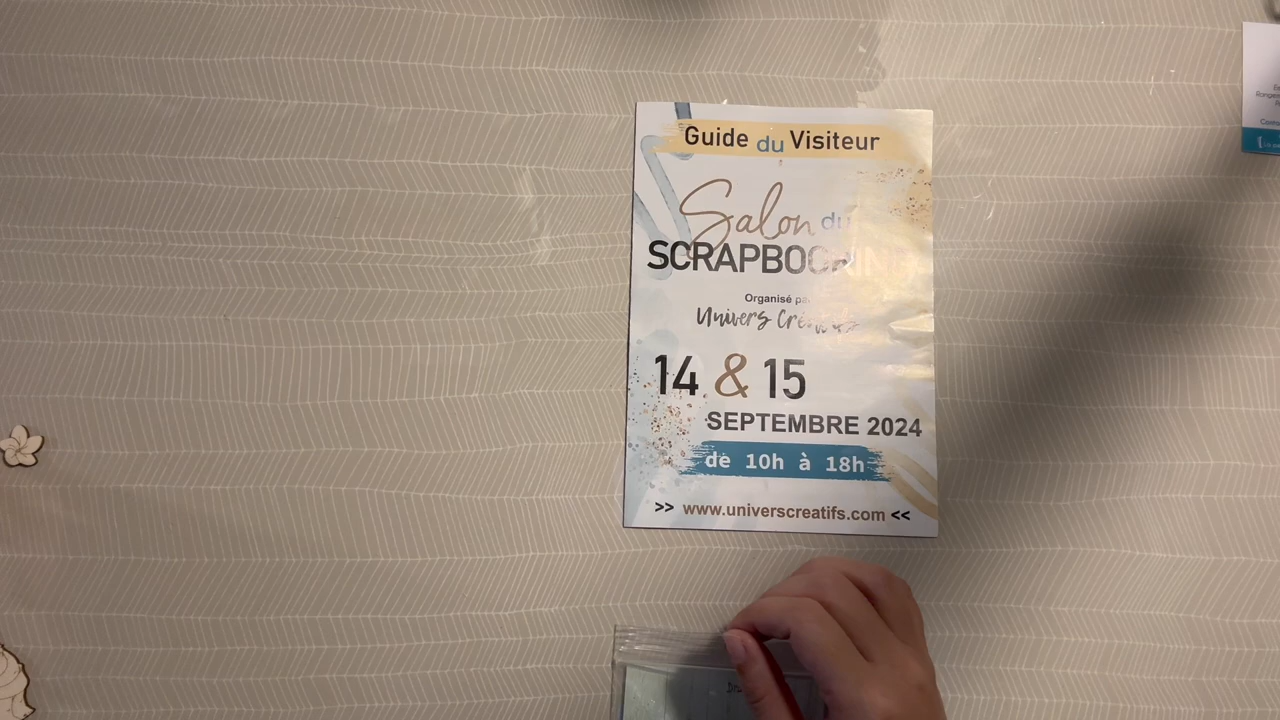 Guide du Visiteur
Salon du
SCRAPBOOKING
Organisé par
Univers Créatifs
14 & 15
SEPTEMBRE 2024
de 10h à 18h
>> www.universcreatifs.com <<